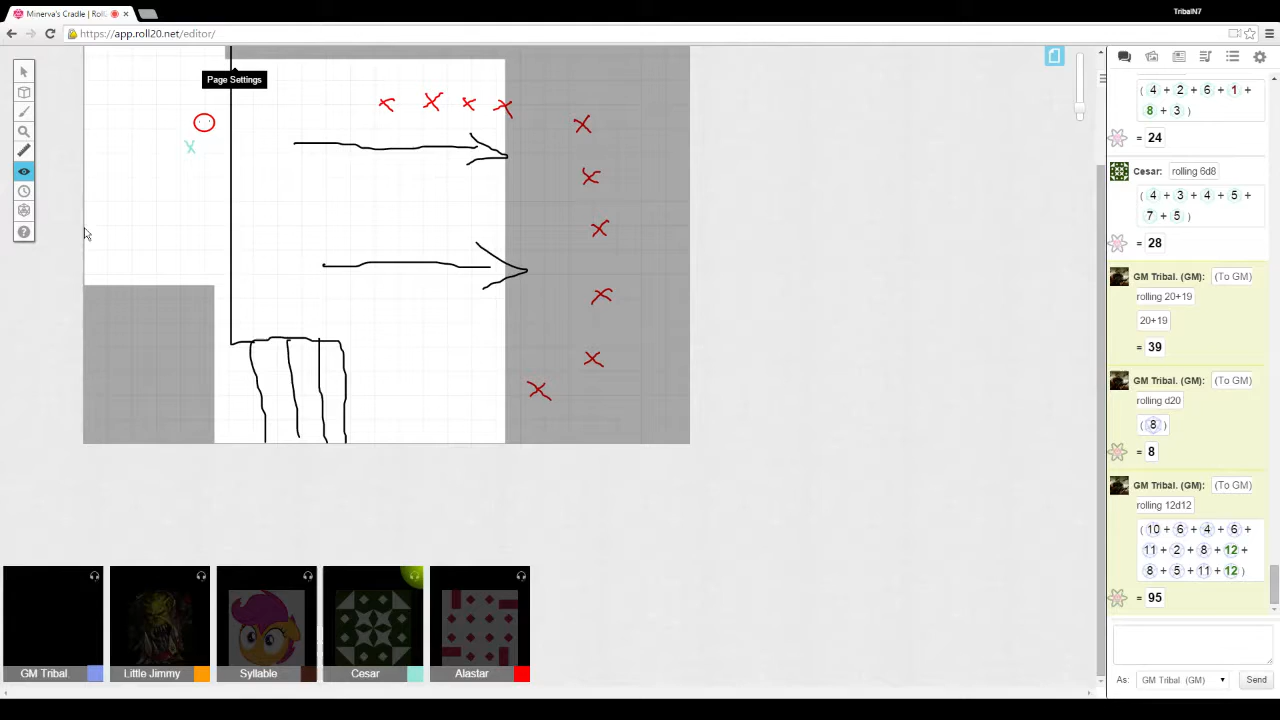 TribalN7
Minerva's Cradle | Roll
https://app.roll20.net/editor/
Page Settings
X
X X X X
X
X
X
X
X
X
( 4 + 2 + 6 + 1 +
8 + 3 )
= 24
Cesar: rolling 6d8
( 4 + 3 + 4 + 5 +
7 + 5 )
= 28
GM Tribal. (GM): (To GM)
rolling 20+19
20+19
= 39
GM Tribal. (GM): (To GM)
rolling d20
( 8 )
= 8
GM Tribal. (GM): (To GM)
rolling 12d12
( 10 + 6 + 4 + 6 +
11 + 2 + 8 + 12 +
8 + 5 + 11 + 12 )
= 95
GM Tribal.
Little Jimmy
Syllable
Cesar
Alastar
As: GM Tribal (GM)
Send